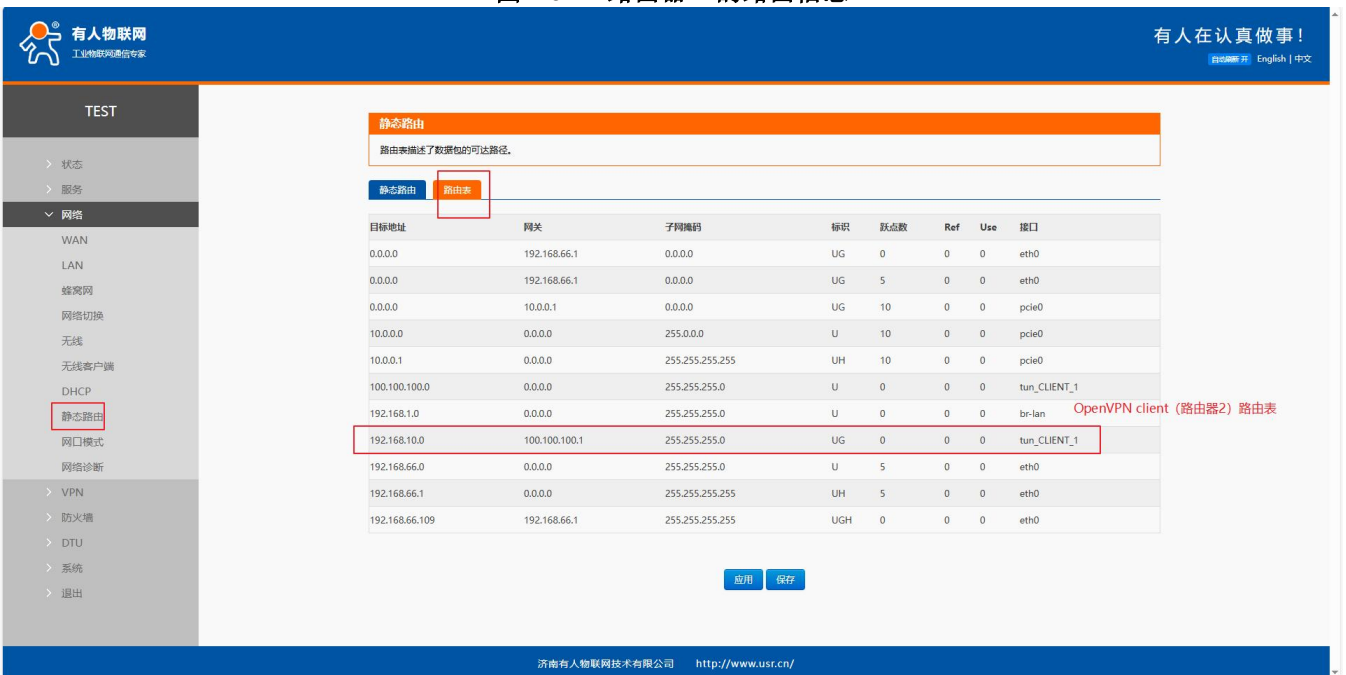 有人物联网
工业物联网通信专家
有人在认真做事！
自动刷新 开 English | 中文
TEST
状态
服务
网络
WAN
LAN
蜂窝网
网络切换
无线
无线客户端
DHCP
静态路由
网口模式
网络诊断
VPN
防火墙
DTU
系统
退出
静态路由
路由表描述了数据包的可达路径。
静态路由 路由表
目标地址 网关 子网掩码 标识 跃点数 Ref Use 接口
0.0.0.0 192.168.66.1 0.0.0.0 UG 0 0 0 eth0
0.0.0.0 192.168.66.1 0.0.0.0 UG 5 0 0 eth0
0.0.0.0 10.0.0.1 0.0.0.0 UG 10 0 0 pcie0
10.0.0.0 0.0.0.0 255.0.0.0 U 10 0 0 pcie0
10.0.0.1 0.0.0.0 255.255.255.255 UH 10 0 0 pcie0
100.100.100.0 0.0.0.0 255.255.255.0 U 0 0 0 tun_CLIENT_1
192.168.1.0 0.0.0.0 255.255.255.0 U 0 0 0 br-lan
OpenVPN client（路由器2）路由表
192.168.10.0 100.100.100.1 255.255.255.0 UG 0 0 0 tun_CLIENT_1
192.168.66.0 0.0.0.0 255.255.255.0 U 5 0 0 eth0
192.168.66.1 0.0.0.0 255.255.255.255 UH 5 0 0 eth0
192.168.66.109 192.168.66.1 255.255.255.255 UGH 0 0 0 eth0
应用 保存
济南有人物联网技术有限公司 http://www.usr.cn/